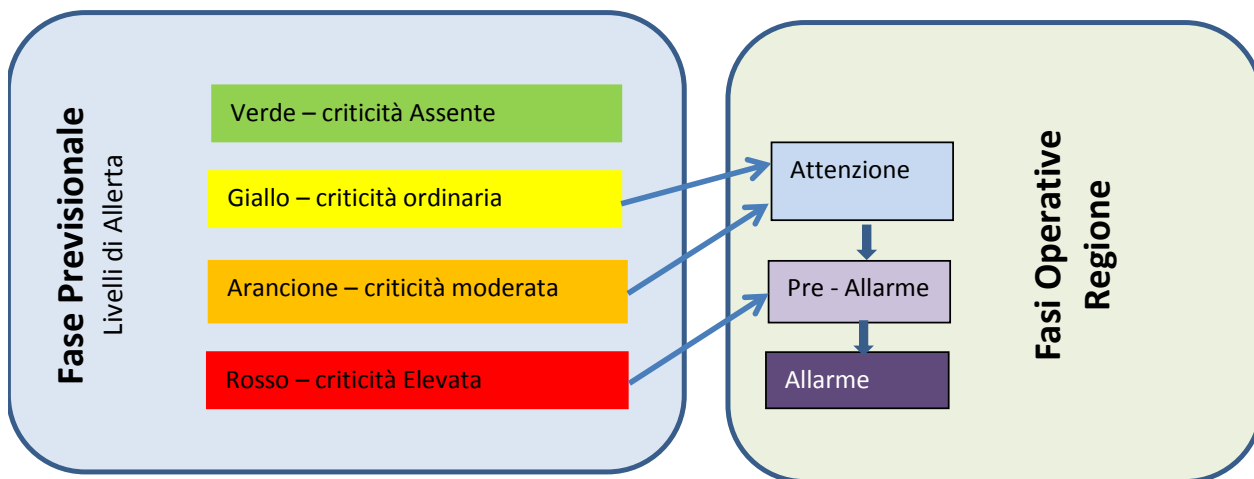 Fase Previsionale
Livelli di Allerta
Verde – criticità Assente
Giallo – criticità ordinaria
Arancione – criticità moderata
Rosso – criticità Elevata
Attenzione
Pre - Allarme
Allarme
Fasi Operative
Regione